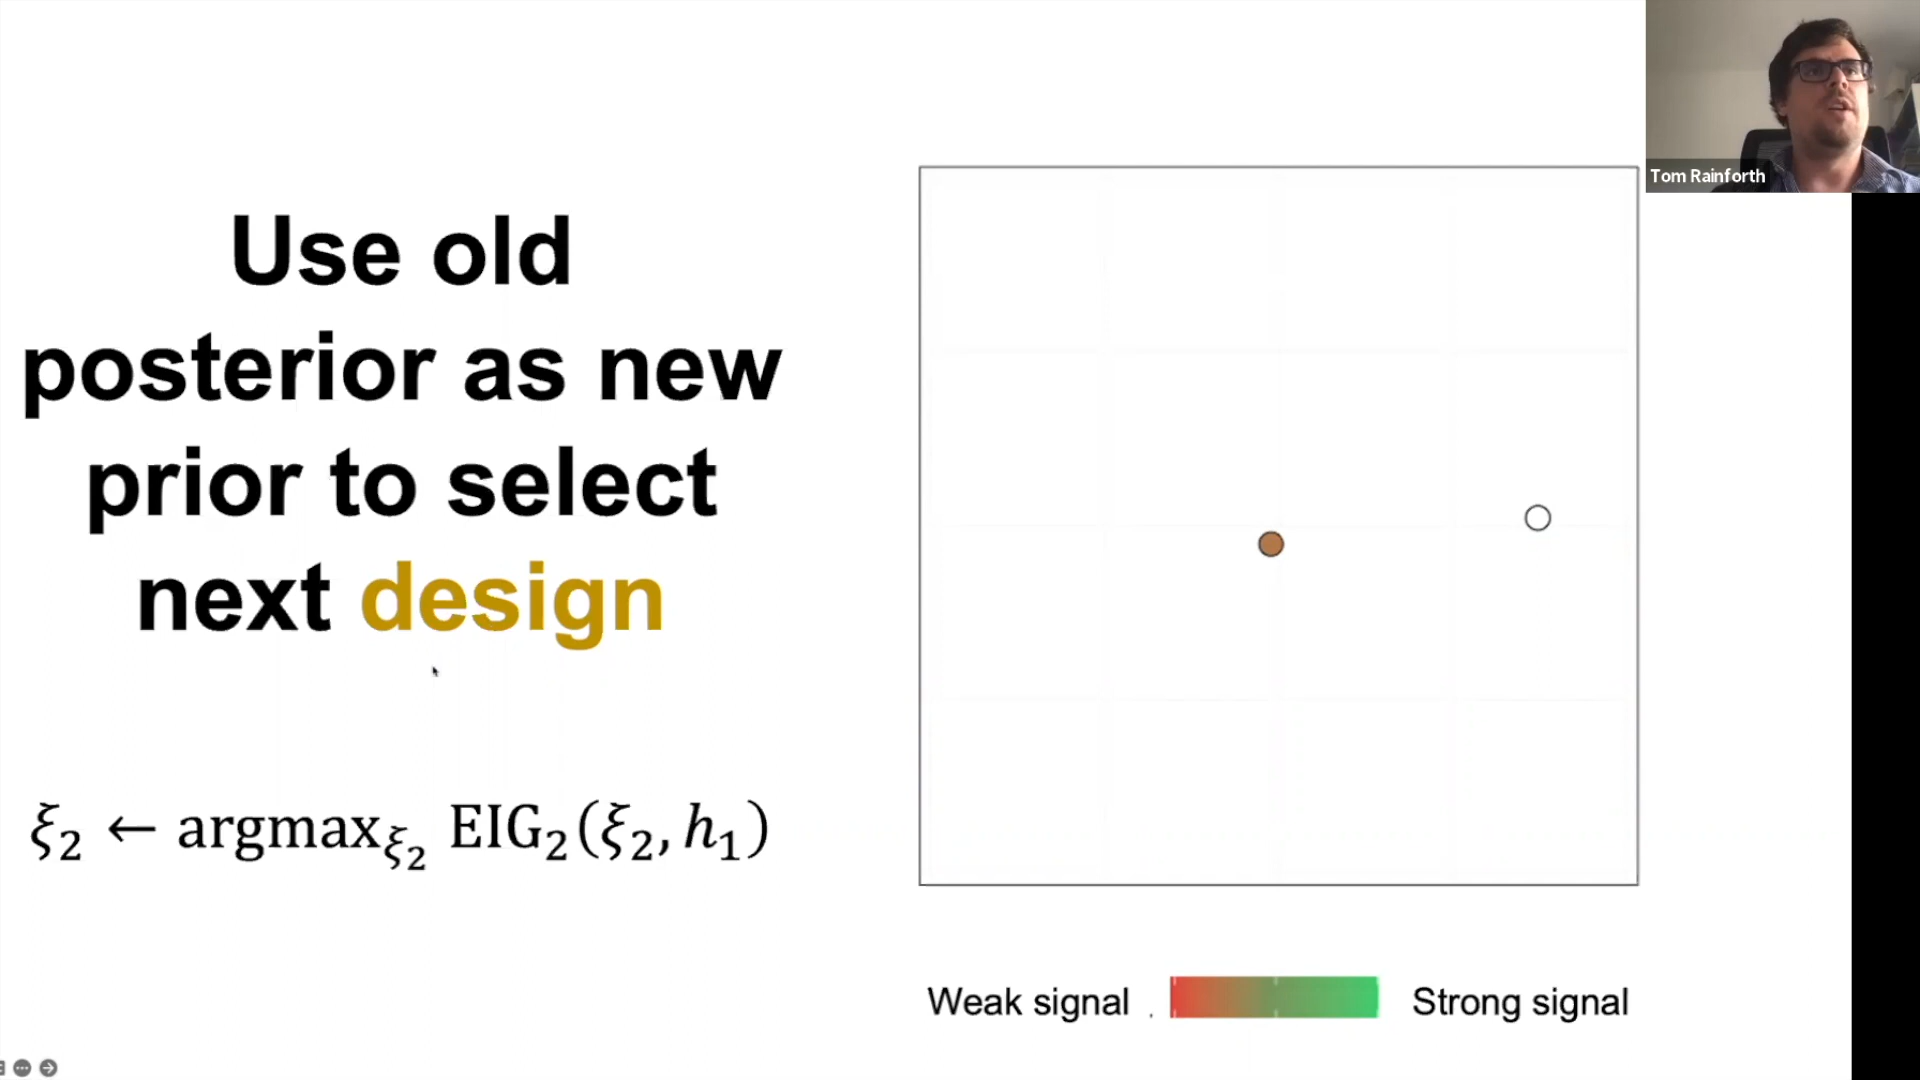 Use old
posterior as new
prior to select
next design
ξ₂ ← argmax_ξ₂ EIG₂(ξ₂, h₁)
Weak signal
Strong signal
Tom Rainforth